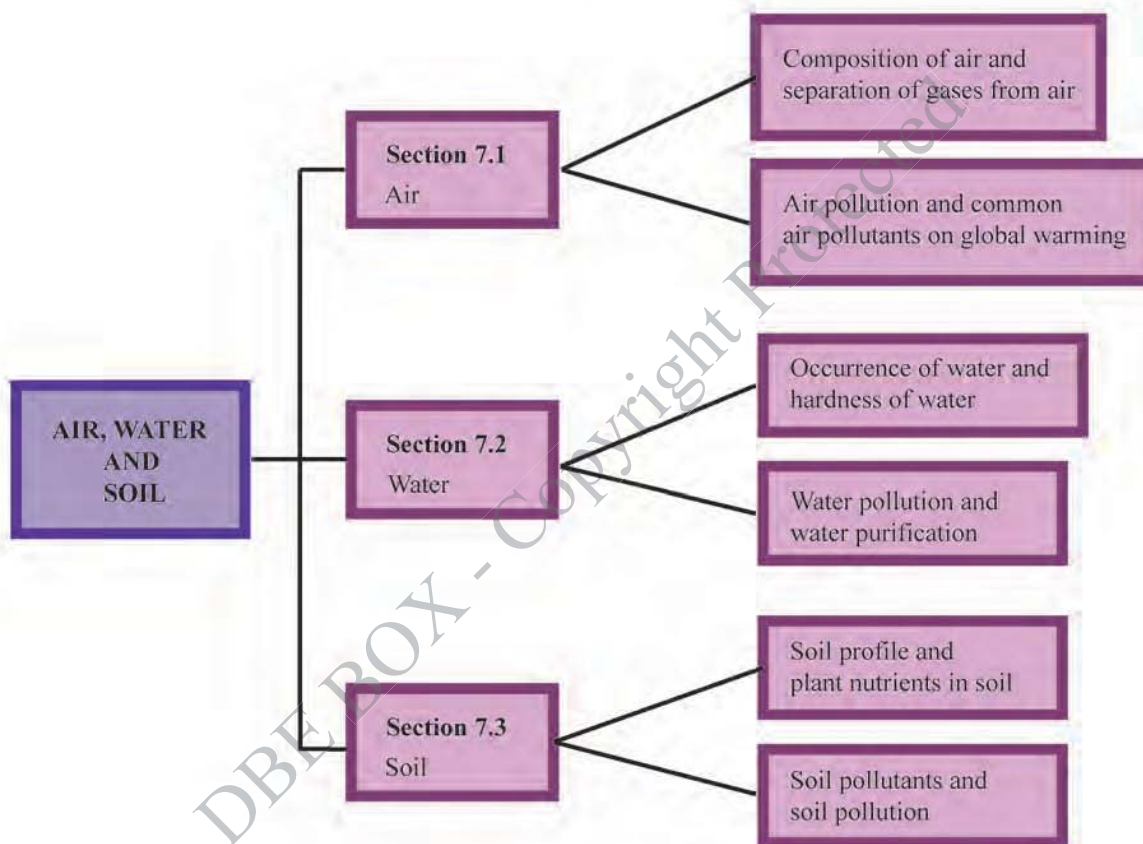 Composition of air and
separation of gases from air
Section 7.1
Air
Air pollution and common
air pollutants on global warming
AIR, WATER
AND
SOIL
Section 7.2
Water
Occurrence of water and
hardness of water
Water pollution and
water purification
Section 7.3
Soil
Soil profile and
plant nutrients in soil
Soil pollutants and
soil pollution
DBE BOX - Copyright Protected